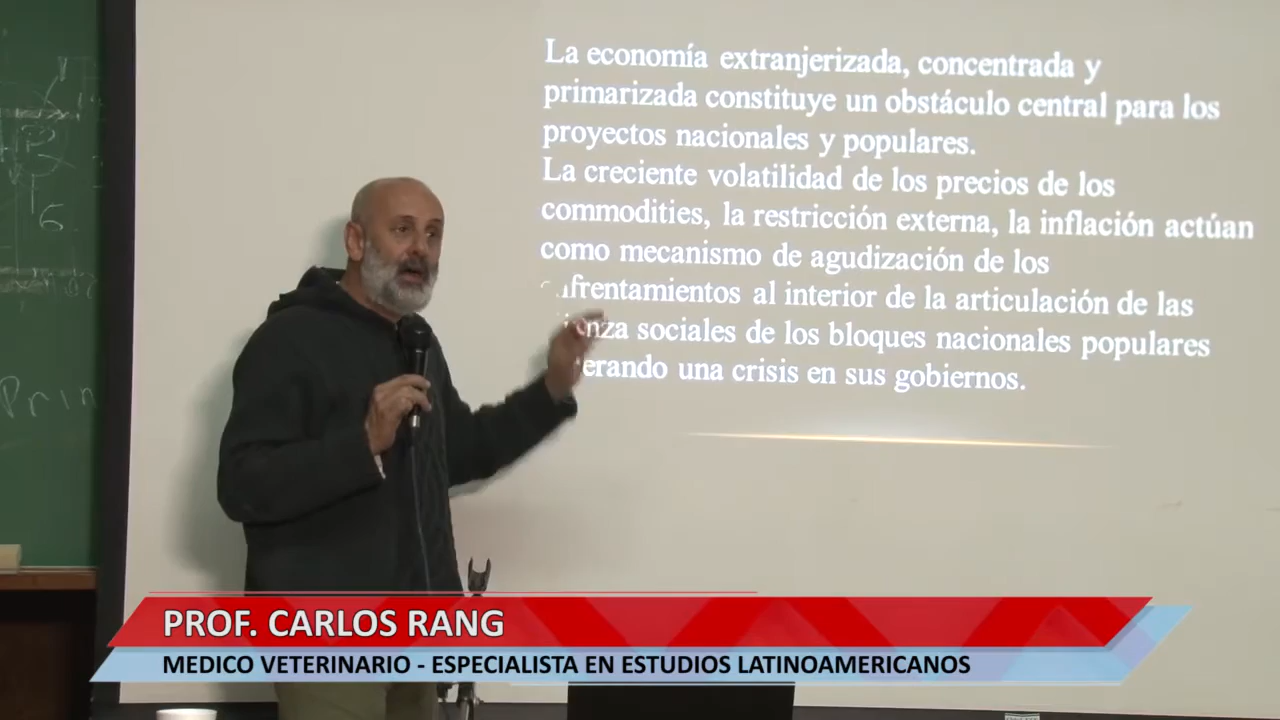 La economía extranjerizada, concentrada y
primarizada constituye un obstáculo central para los
proyectos nacionales y populares.
La creciente volatilidad de los precios de los
commodities, la restricción externa, la inflación actúan
como mecanismo de agudización de los
al interior de la articulación de las
sociales de los bloques nacionales populares
una crisis en sus gobiernos.
6
Prin
PROF. CARLOS RANG
MEDICO VETERINARIO - ESPECIALISTA EN ESTUDIOS LATINOAMERICANOS